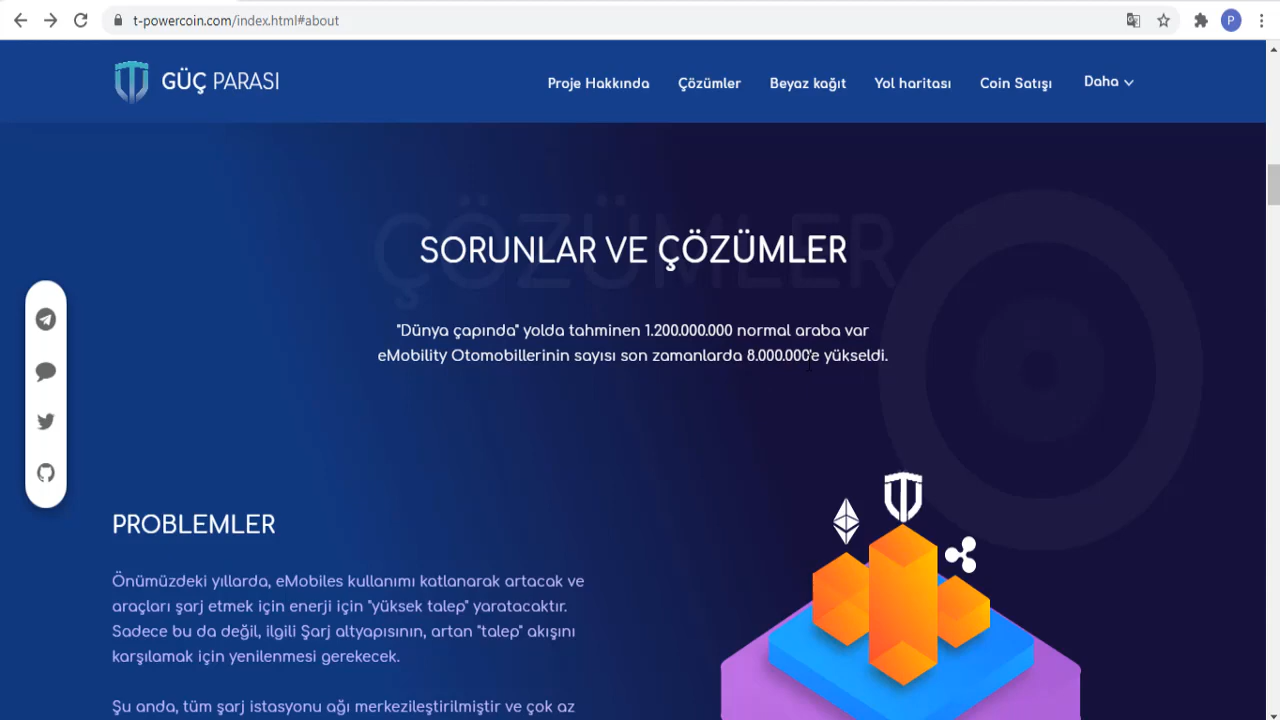 t-powercoin.com/index.html#about
P
GÜÇ PARASI
Proje Hakkında
Çözümler
Beyaz kağıt
Yol haritası
Coin Satışı
Daha
ÇÖZÜMLER
SORUNLAR VE ÇÖZÜMLER
"Dünya çapında" yolda tahminen 1.200.000.000 normal araba var
eMobility Otomobillerinin sayısı son zamanlarda 8.000.000'e yükseldi.
PROBLEMLER
Önümüzdeki yıllarda, eMobiles kullanımı katlanarak artacak ve
araçları şarj etmek için enerji için "yüksek talep" yaratacaktır.
Sadece bu da değil, ilgili Şarj altyapısının, artan "talep" akışını
karşılamak için yenilenmesi gerekecek.
Şu anda, tüm şarj istasyonu ağı merkezileştirilmiştir ve çok az